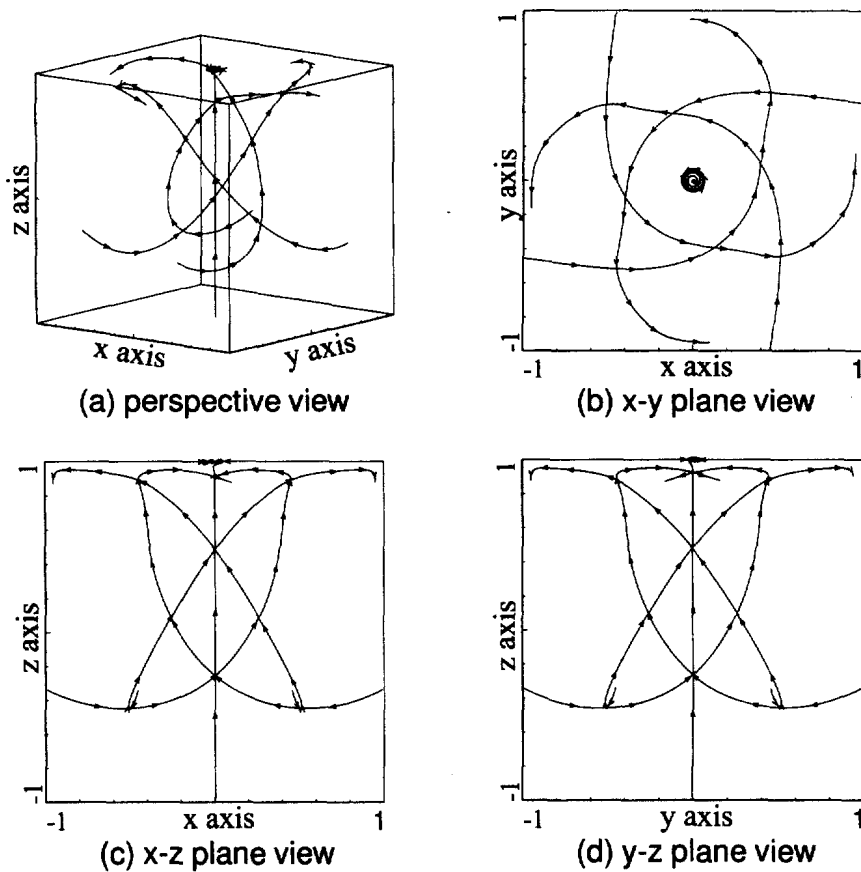 z axis
x axis
y axis
(a) perspective view
1
y axis
-1
-1
x axis
1
(b) x-y plane view
1
z axis
-1
-1
x axis
1
(c) x-z plane view
1
z axis
-1
-1
y axis
1
(d) y-z plane view